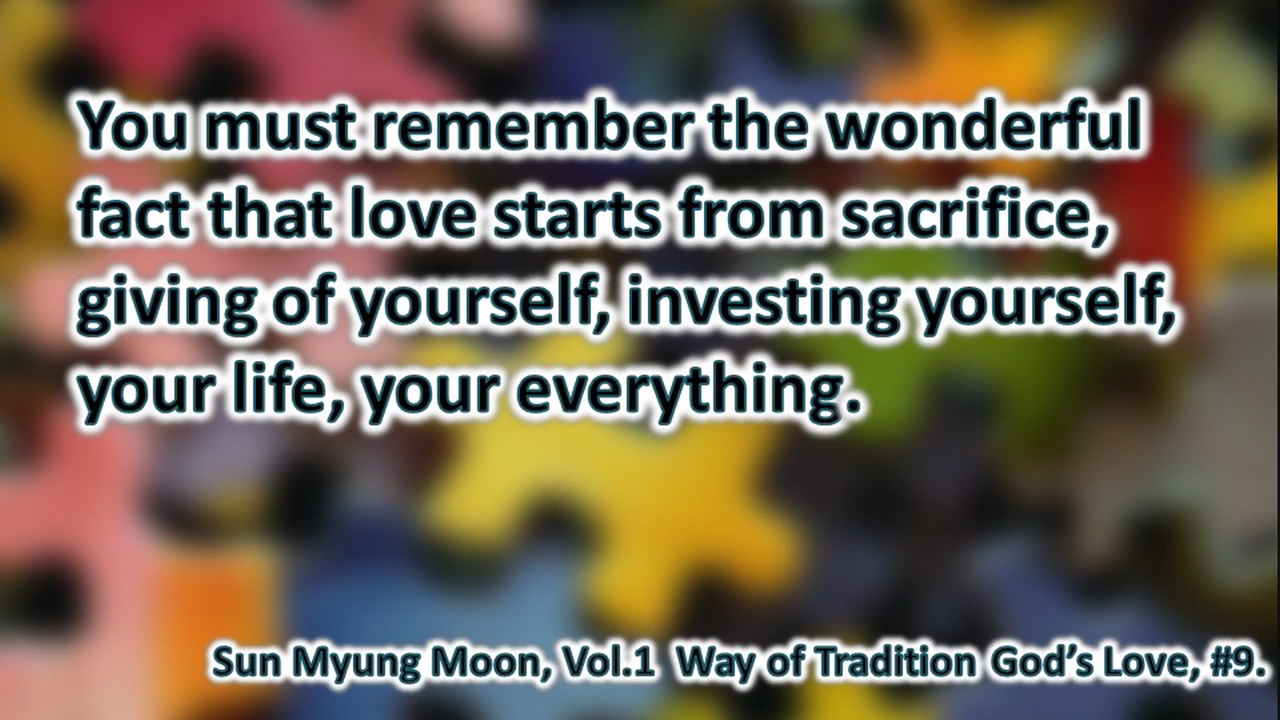 You must remember the wonderful
fact that love starts from sacrifice,
giving of yourself, investing yourself,
your life, your everything.
Sun Myung Moon, Vol.1  Way of Tradition God’s Love, #9.